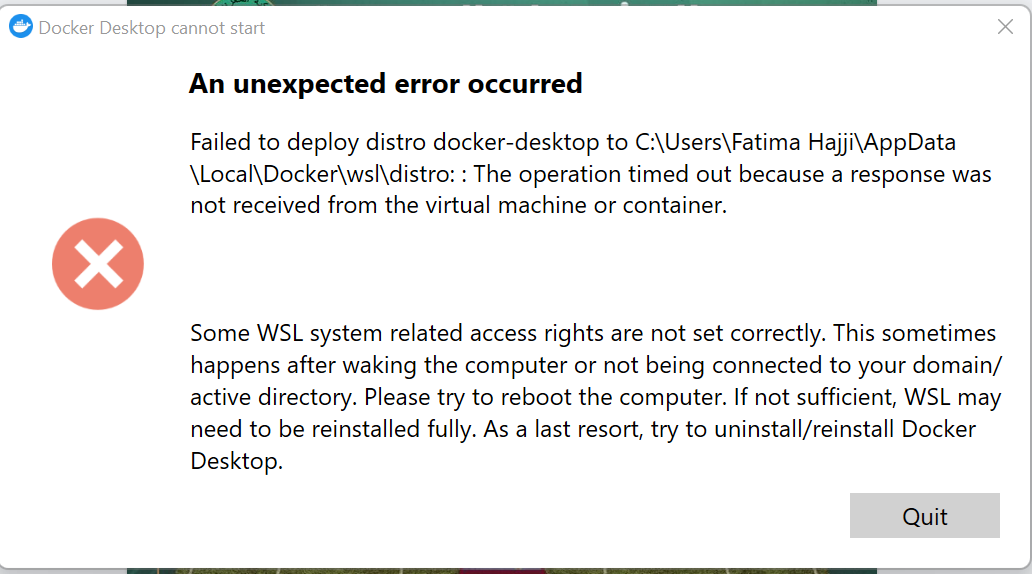 Docker Desktop cannot start
An unexpected error occurred
Failed to deploy distro docker-desktop to C:\Users\Fatima Hajji\AppData
\Local\Docker\wsl\distro: : The operation timed out because a response was
not received from the virtual machine or container.
Some WSL system related access rights are not set correctly. This sometimes
happens after waking the computer or not being connected to your domain/
active directory. Please try to reboot the computer. If not sufficient, WSL may
need to be reinstalled fully. As a last resort, try to uninstall/reinstall Docker
Desktop.
Quit